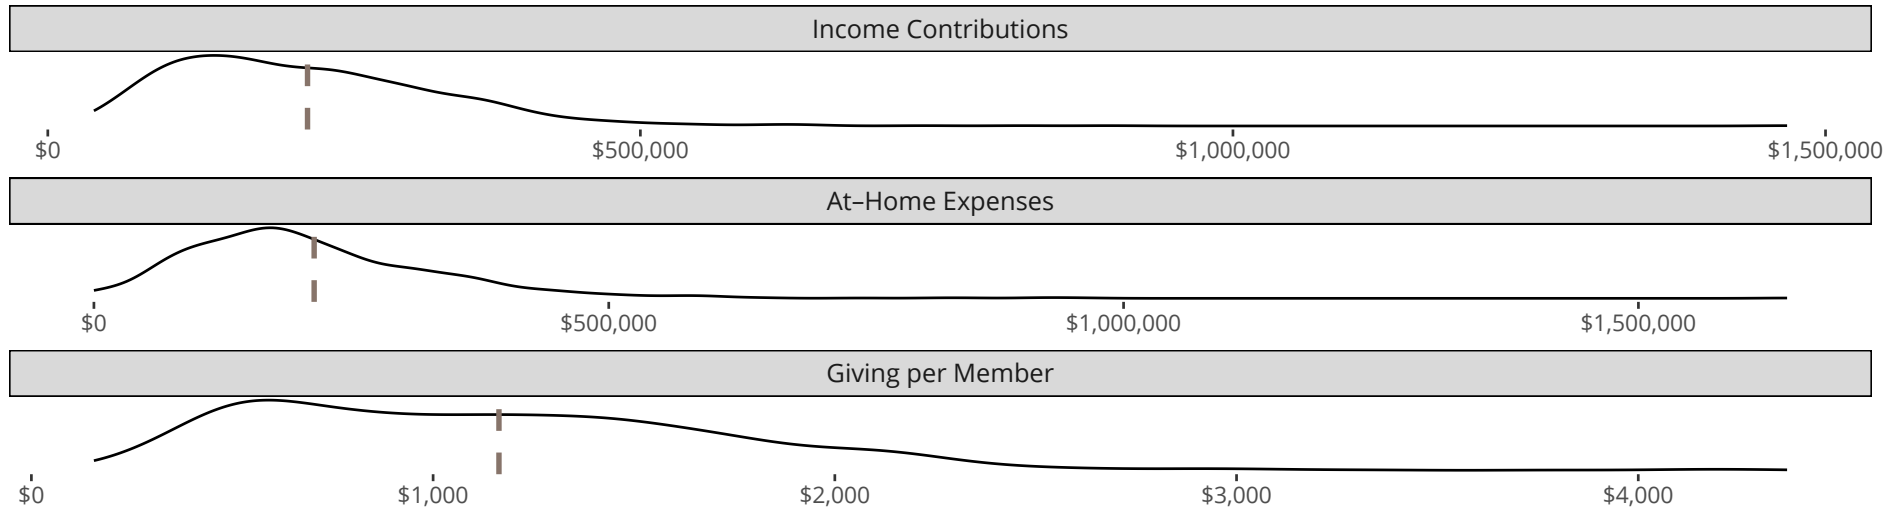 Income Contributions
$0 $500,000 $1,000,000 $1,500,000
At–Home Expenses
$0 $500,000 $1,000,000 $1,500,000
Giving per Member
$0 $1,000 $2,000 $3,000 $4,000